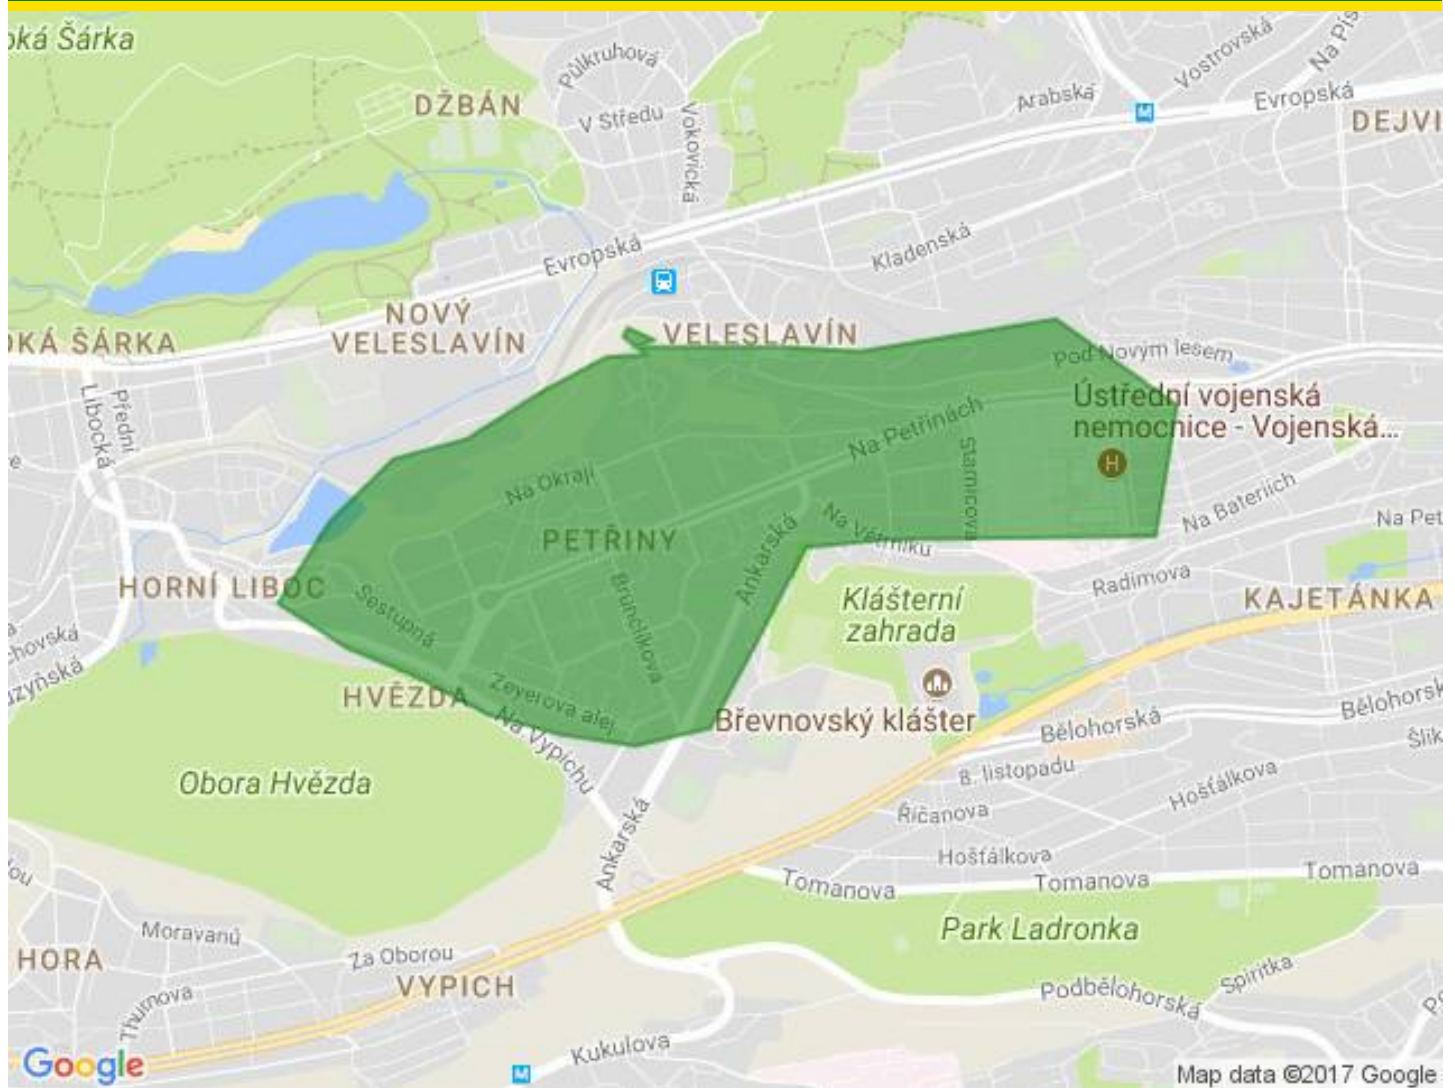 oká Šárka
DŽBÁN
Půlkruhová
V Středu
Vokovická
Arabská
Vostrovská
Na Pís
Evropská
DEJVI
Evropská
Kladenská
NOVÝ
VELESLAVÍN
VELESLAVÍN
OKÁ ŠÁRKA
Libocká
Přední
Pod Novým lesem
Ústřední vojenská
nemocnice - Vojenská...
H
Na Petřinách
Stamicova
Na Okraji
Na Bateriích
Na Pet
PETŘINY
Ankarská
Na Větrníku
Radimova
HORNÍ LIBOC
Sestupná
Brunclíkova
Klášterní
zahrada
KAJETÁNKA
chovská
uzyňská
HVĚZDA
Zeyerova alej
Na Vypichu
Břevnovský klášter
Bělohorská
Bělohorsk
Šlik
Obora Hvězda
8. listopadu
Hošťálkova
Říčanova
Ankarská
Hošťálkova
Tomanova
Tomanova
Tomanova
Park Ladronka
Moravanů
HORA
Za Oborou
VYPICH
Thurnova
Podbělohorská
Spiritka
Kukulova
Google
Map data ©2017 Google